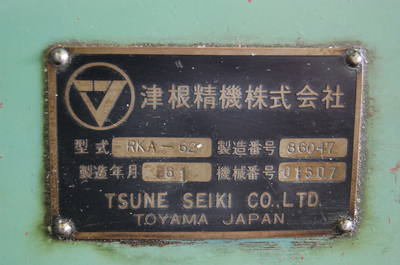 津根精機株式会社
型式 RKA-52 製造番号 86047
製造年月 61 機械番号 01507
TSUNE SEIKI CO.,LTD.
TOYAMA JAPAN